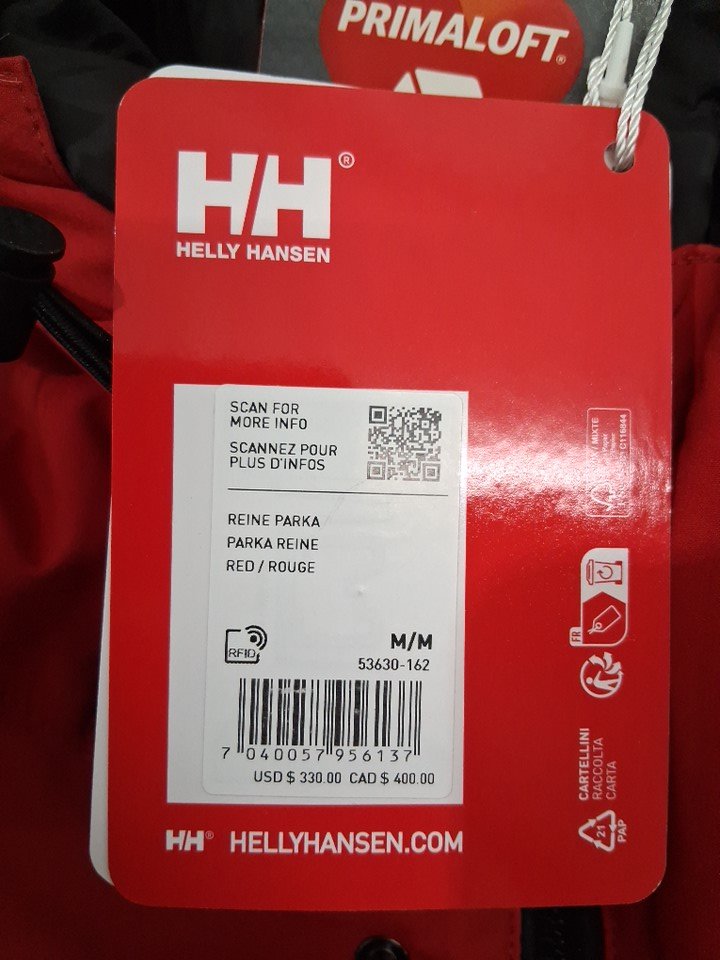 PRIMALOFT®
HH®
HELLY HANSEN
SCAN FOR
MORE INFO
SCANNEZ POUR
PLUS D'INFOS
REINE PARKA
PARKA REINE
RED / ROUGE
RFID
M/M
53630-162
7 040057 956137
USD $ 330.00 CAD $ 400.00
HH® HELLYHANSEN.COM
MIXTE
C116844
FR
CARTELLINI
RACCOLTA
CARTA
21
PAP